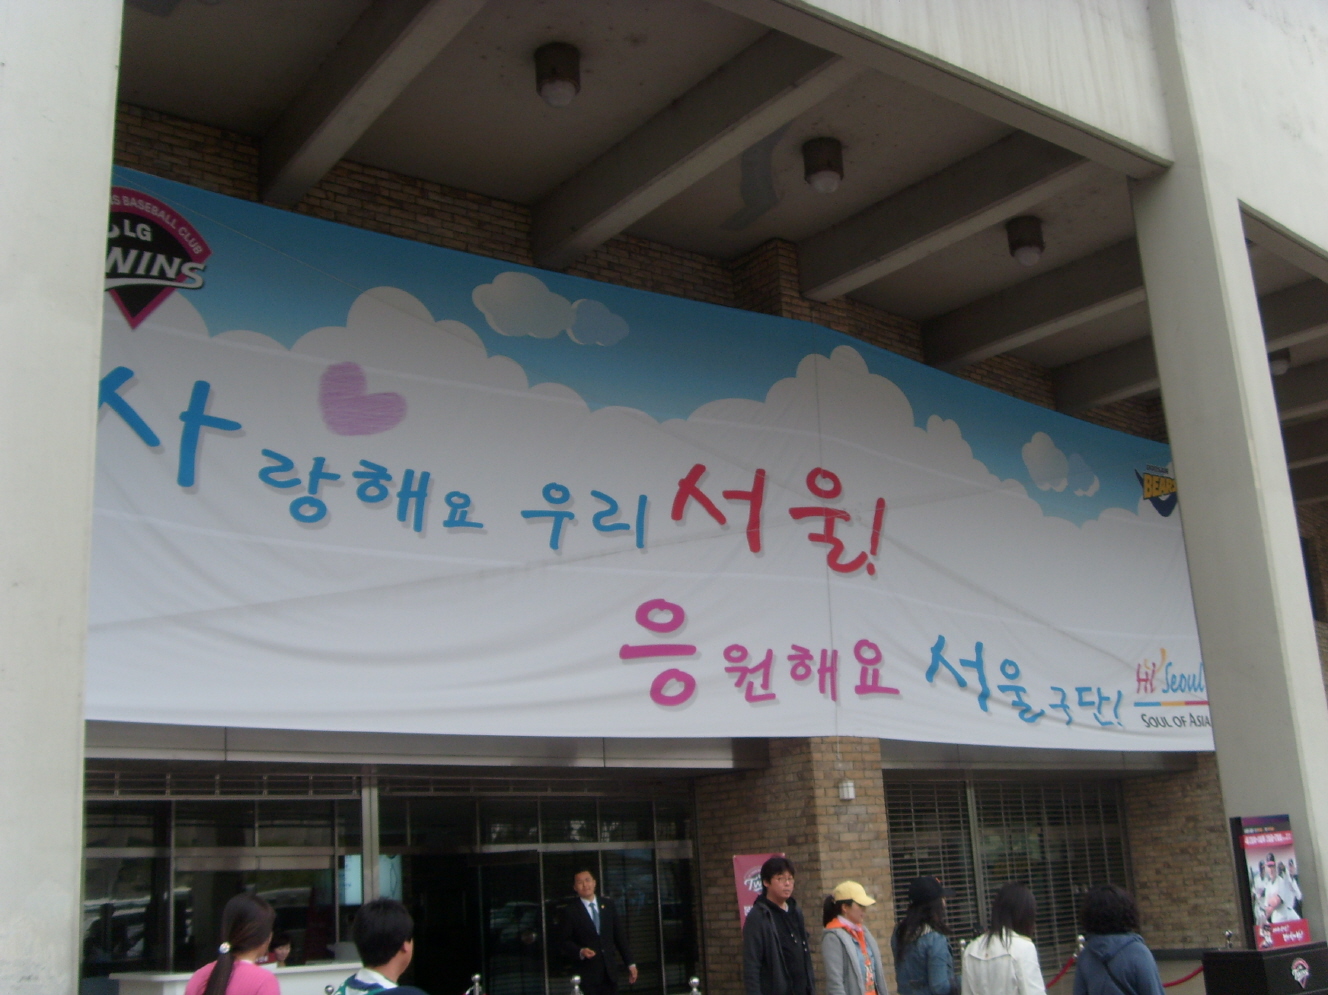 BASEBALL CLUB
LG
WINS
사랑해요 우리 서울!
응원해요 서울 구단!
BEARS
Hi Seoul
SOUL OF ASIA